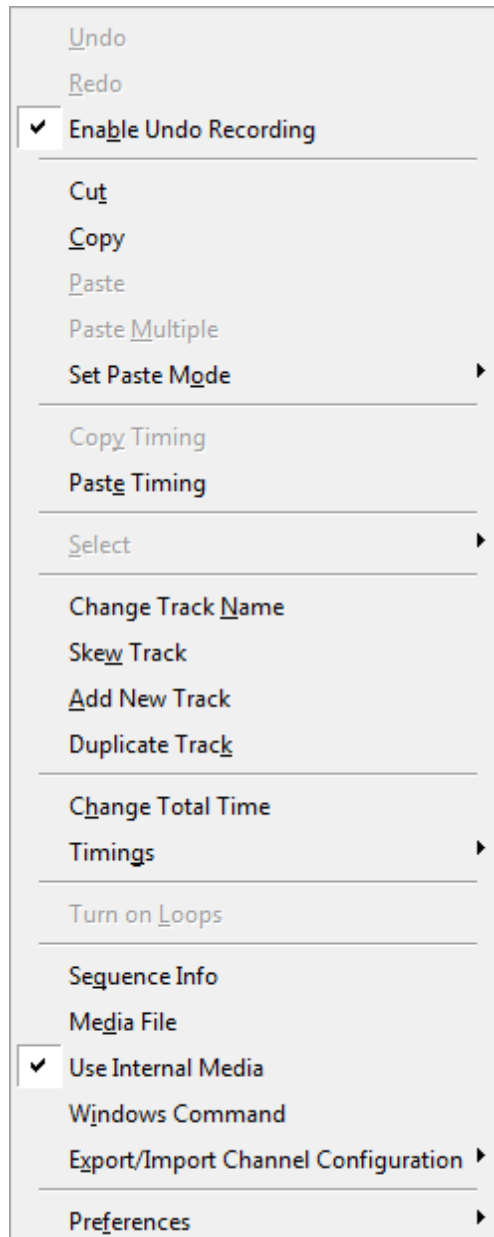 Undo
Redo
Enable Undo Recording
Cut
Copy
Paste
Paste Multiple
Set Paste Mode
Copy Timing
Paste Timing
Select
Change Track Name
Skew Track
Add New Track
Duplicate Track
Change Total Time
Timings
Turn on Loops
Sequence Info
Media File
Use Internal Media
Windows Command
Export/Import Channel Configuration
Preferences